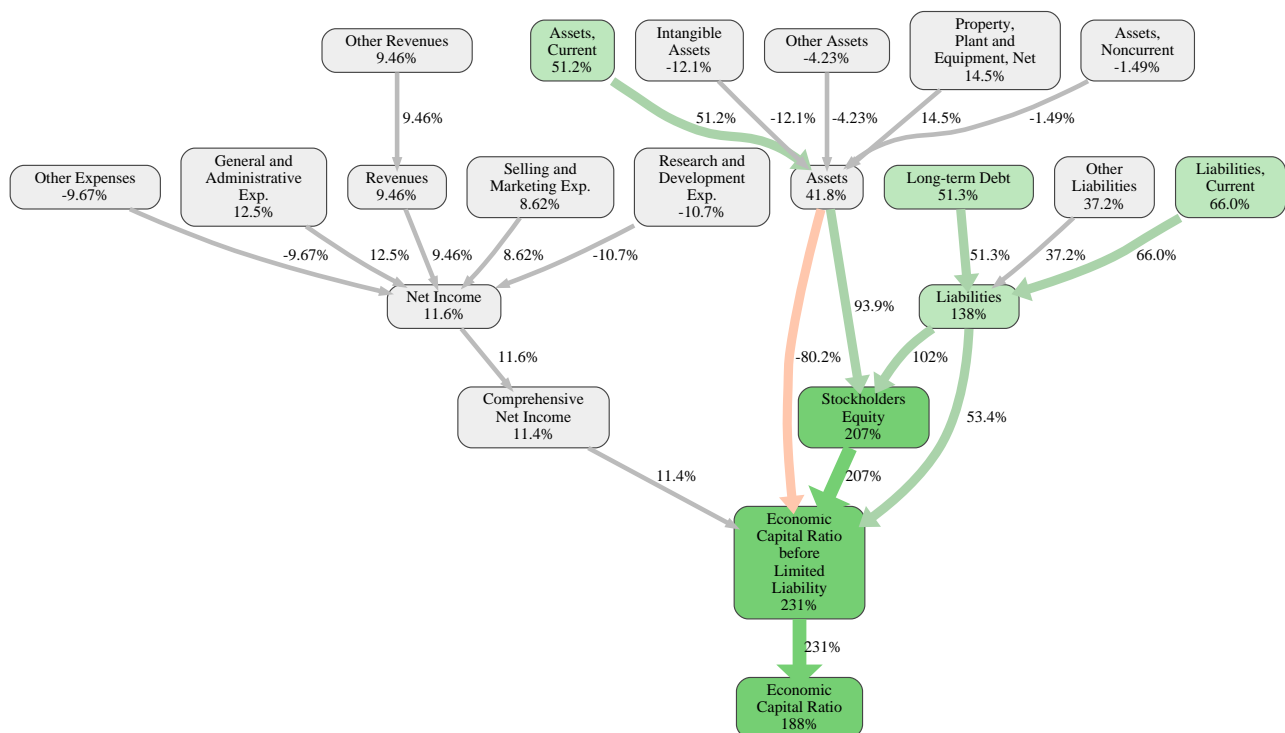 Other Revenues
9.46%
Assets,
Current
51.2%
Intangible
Assets
-12.1%
Other Assets
-4.23%
Property,
Plant and
Equipment, Net
14.5%
Assets,
Noncurrent
-1.49%
9.46%
51.2%
-12.1%
-4.23%
14.5%
-1.49%
Other Expenses
-9.67%
General and
Administrative
Exp.
12.5%
Revenues
9.46%
Selling and
Marketing Exp.
8.62%
Research and
Development
Exp.
-10.7%
Assets
41.8%
Long-term Debt
51.3%
Other
Liabilities
37.2%
Liabilities,
Current
66.0%
-9.67%
12.5%
9.46%
8.62%
-10.7%
51.3%
37.2%
66.0%
Net Income
11.6%
93.9%
Liabilities
138%
11.6%
-80.2%
102%
Comprehensive
Net Income
11.4%
Stockholders
Equity
207%
53.4%
11.4%
207%
Economic
Capital Ratio
before
Limited
Liability
231%
231%
Economic
Capital Ratio
188%